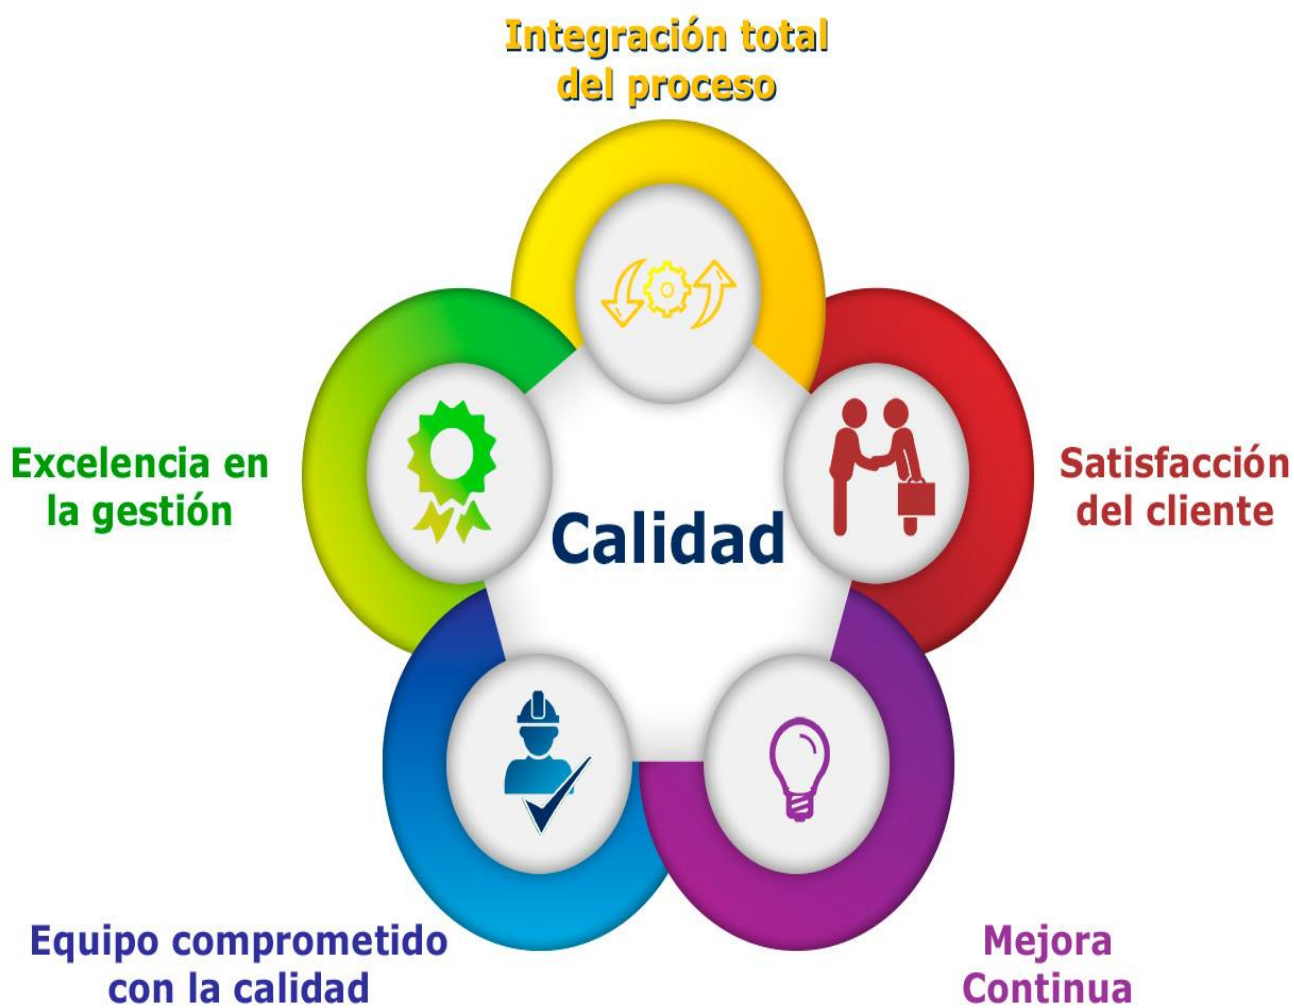 Integración total
del proceso
Excelencia en
la gestión
Satisfacción
del cliente
Calidad
Equipo comprometido
con la calidad
Mejora
Continua